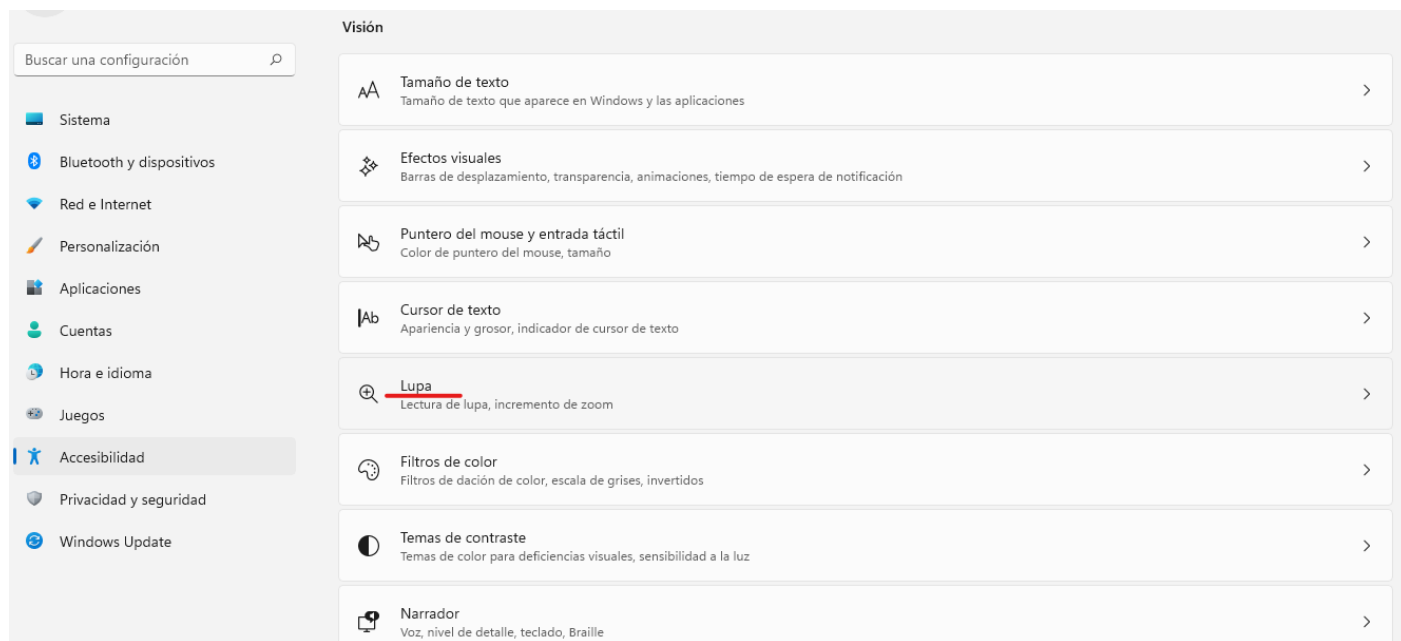 Visión
Buscar una configuración
Sistema
Bluetooth y dispositivos
Red e Internet
Personalización
Aplicaciones
Cuentas
Hora e idioma
Juegos
Accesibilidad
Privacidad y seguridad
Windows Update
Tamaño de texto
Tamaño de texto que aparece en Windows y las aplicaciones
Efectos visuales
Barras de desplazamiento, transparencia, animaciones, tiempo de espera de notificación
Puntero del mouse y entrada táctil
Color de puntero del mouse, tamaño
Ab
Cursor de texto
Apariencia y grosor, indicador de cursor de texto
Lupa
Lectura de lupa, incremento de zoom
Filtros de color
Filtros de dación de color, escala de grises, invertidos
Temas de contraste
Temas de color para deficiencias visuales, sensibilidad a la luz
Narrador
Voz, nivel de detalle, teclado, Braille